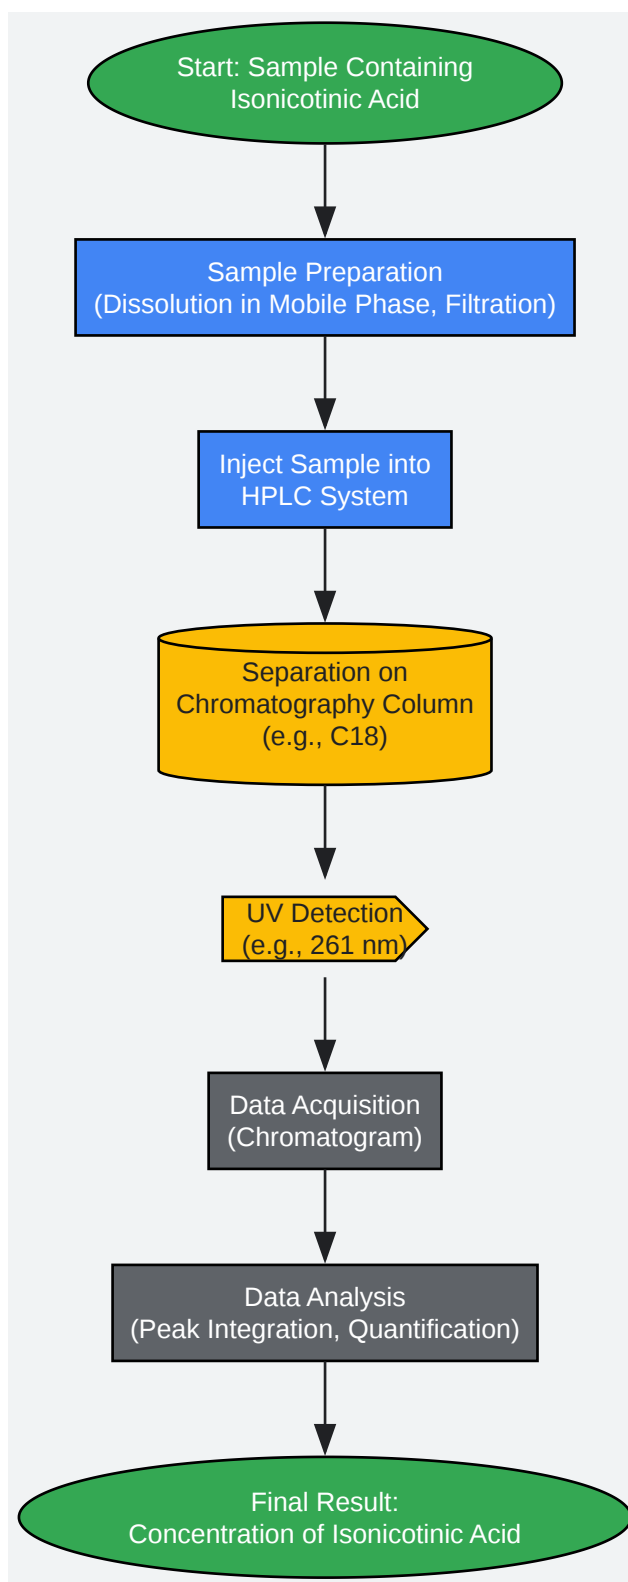 Start: Sample Containing
Isonicotinic Acid
Sample Preparation
(Dissolution in Mobile Phase, Filtration)
Inject Sample into
HPLC System
Separation on
Chromatography Column
(e.g., C18)
UV Detection
(e.g., 261 nm)
Data Acquisition
(Chromatogram)
Data Analysis
(Peak Integration, Quantification)
Final Result:
Concentration of Isonicotinic Acid